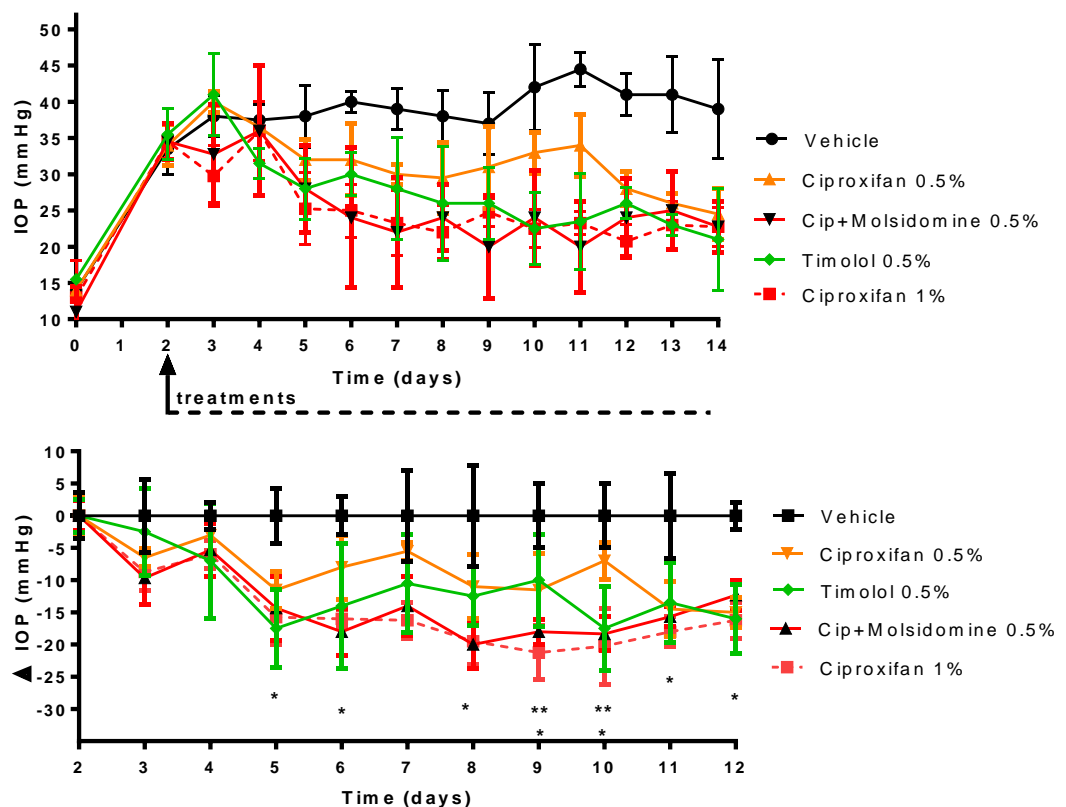 50
45
40
35
30
25
20
15
10
IOP (mmHg)
0 1 2 3 4 5 6 7 8 9 10 11 12 13 14
Time (days)
treatments
Vehicle
Ciproxifan 0.5%
Cip+Molsidomine 0.5%
Timolol 0.5%
Ciproxifan 1%
10
5
0
-5
-10
-15
-20
-25
-30
▲ IOP (mmHg)
* * * ** ** * *
* *
2 3 4 5 6 7 8 9 10 11 12
Time (days)
Vehicle
Ciproxifan 0.5%
Timolol 0.5%
Cip+Molsidomine 0.5%
Ciproxifan 1%